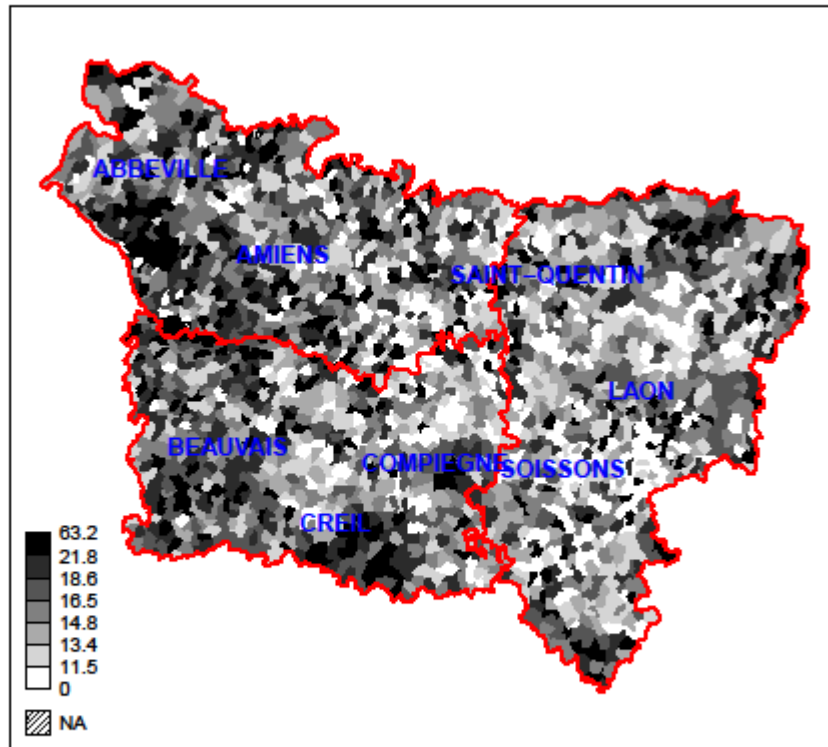 ABBEVILLE
AMIENS
SAINT−QUENTIN
LAON
BEAUVAIS
COMPIEGNE
SOISSONS
CREIL
63.2
21.8
18.6
16.5
14.8
13.4
11.5
0
NA